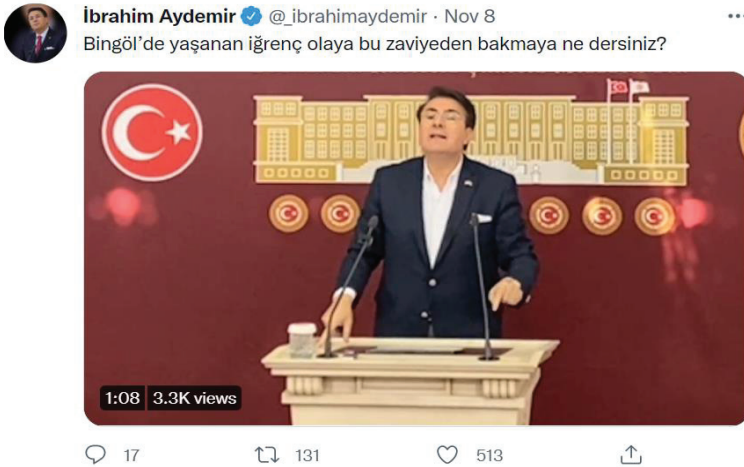 İbrahim Aydemir @_ibrahimaydemir · Nov 8
Bingöl’de yaşanan iğrenç olaya bu zaviyeden bakmaya ne dersiniz?
1:08 3.3K views
17 131 513